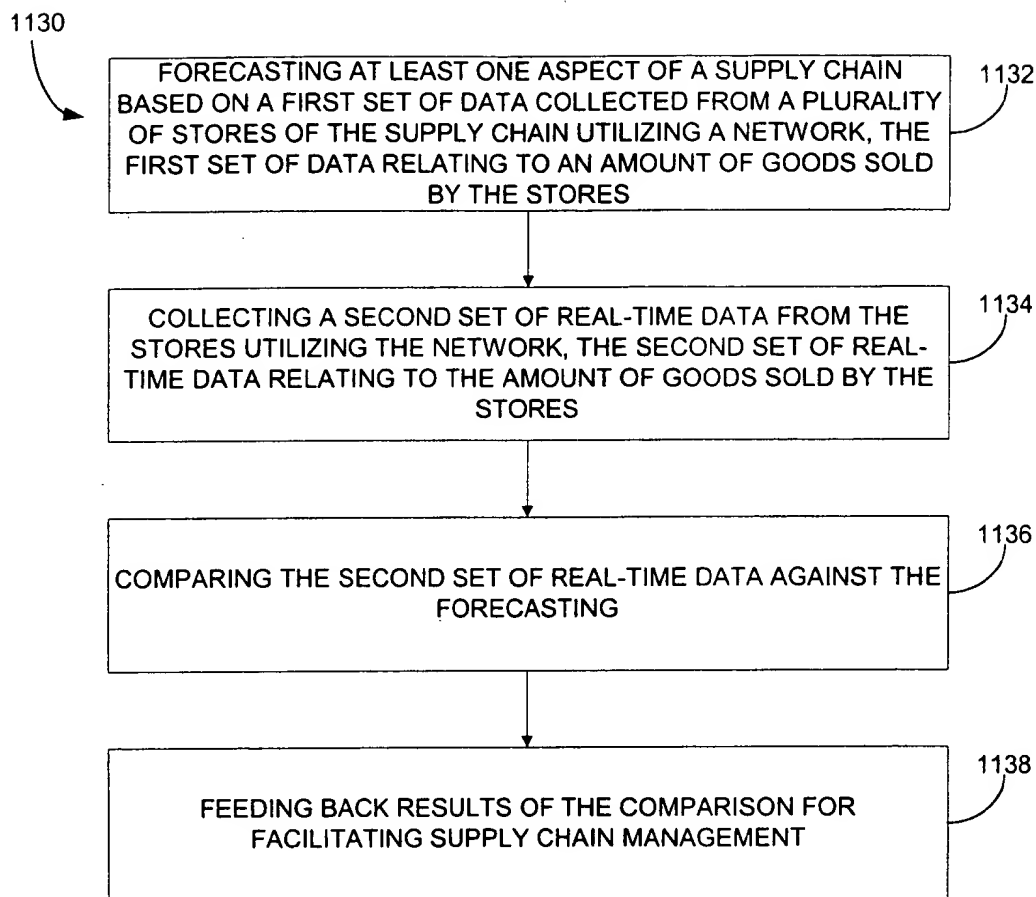 1130
FORECASTING AT LEAST ONE ASPECT OF A SUPPLY CHAIN
BASED ON A FIRST SET OF DATA COLLECTED FROM A PLURALITY
OF STORES OF THE SUPPLY CHAIN UTILIZING A NETWORK, THE
FIRST SET OF DATA RELATING TO AN AMOUNT OF GOODS SOLD
BY THE STORES
1132
COLLECTING A SECOND SET OF REAL-TIME DATA FROM THE
STORES UTILIZING THE NETWORK, THE SECOND SET OF REAL-
TIME DATA RELATING TO THE AMOUNT OF GOODS SOLD BY THE
STORES
1134
COMPARING THE SECOND SET OF REAL-TIME DATA AGAINST THE
FORECASTING
1136
FEEDING BACK RESULTS OF THE COMPARISON FOR
FACILITATING SUPPLY CHAIN MANAGEMENT
1138